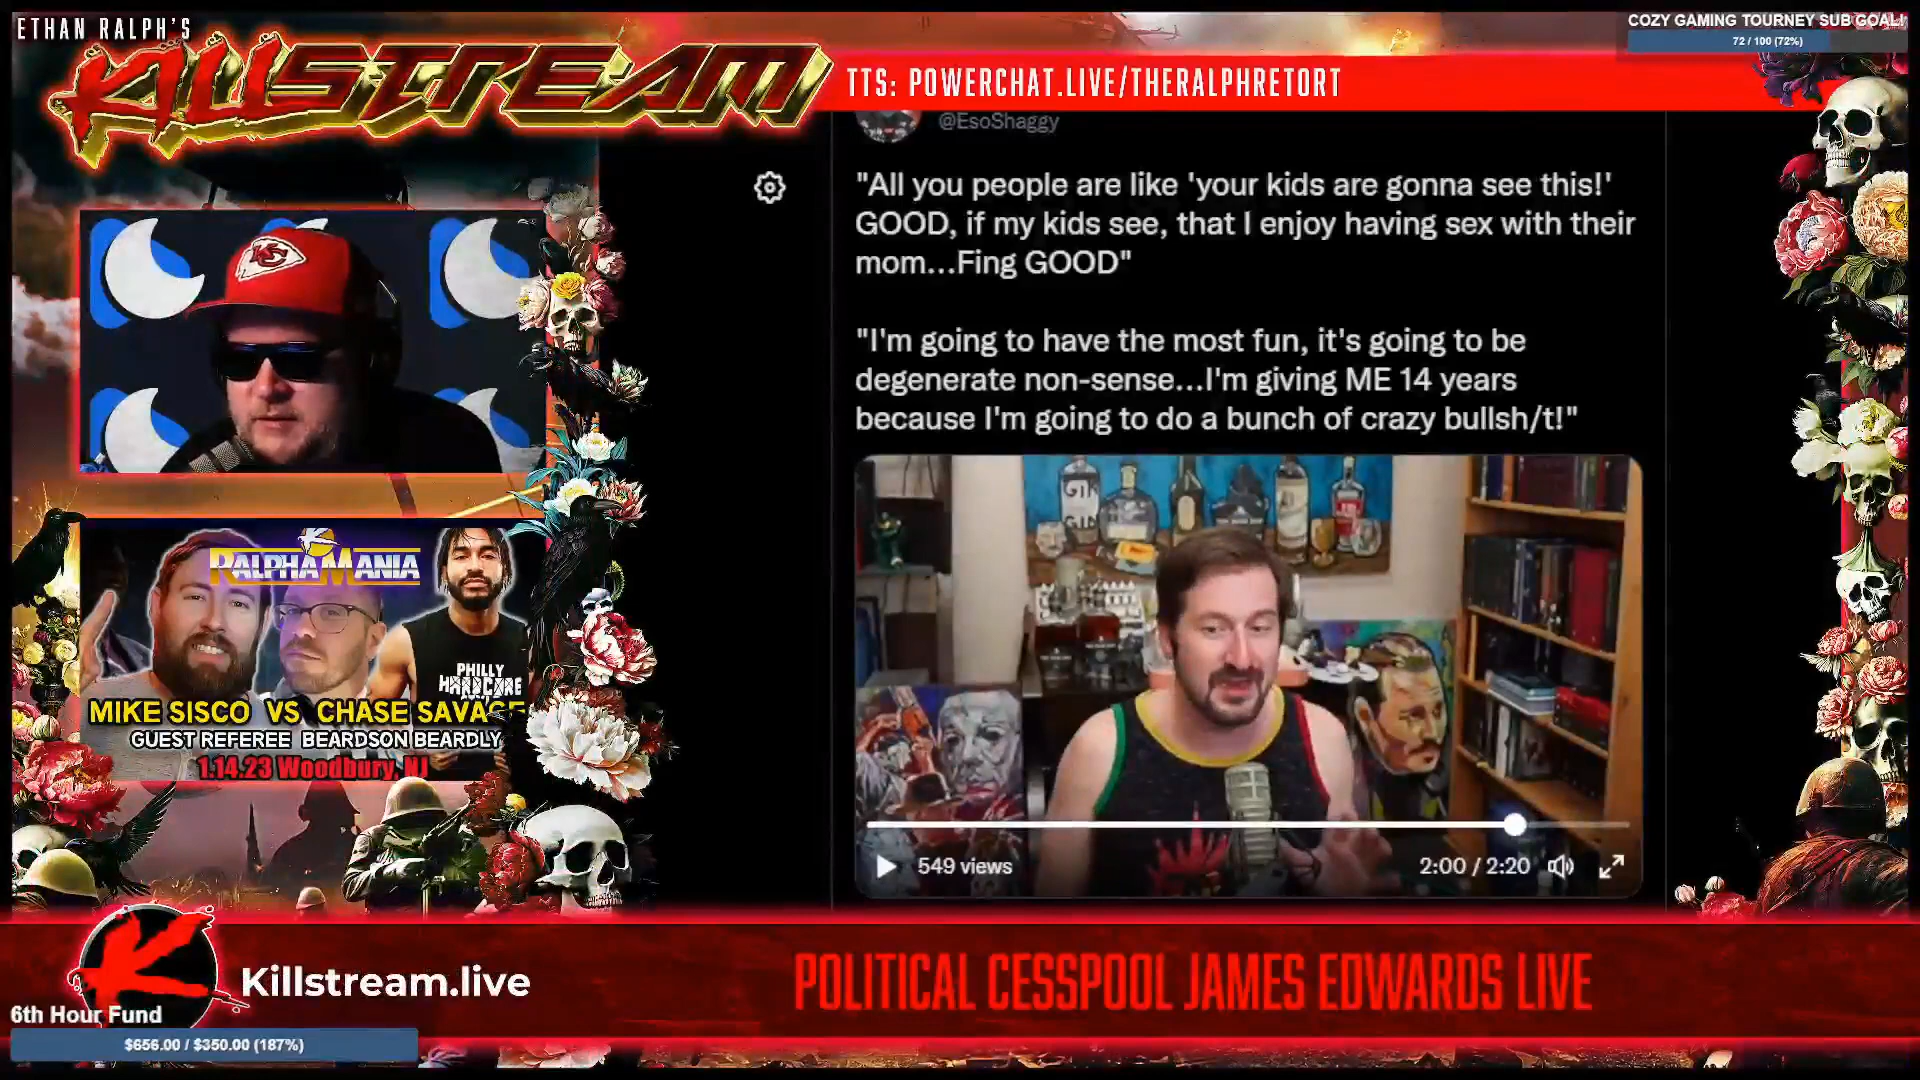 ETHAN RALPH'S
KILLSTREAM
TTS: POWERCHAT.LIVE/THERALPHRETORT
COZY GAMING TOURNEY SUB GOAL!
72 / 100 (72%)
@EsoShaggy
"All you people are like 'your kids are gonna see this!'
GOOD, if my kids see, that I enjoy having sex with their
mom...Fing GOOD"
"I'm going to have the most fun, it's going to be
degenerate non-sense...I'm giving ME 14 years
because I'm going to do a bunch of crazy bullsh/t!"
KC
RALPHAMANIA
PHILLY
HARDCORE
MIKE SISCO VS CHASE SAVAGE
GUEST REFEREE BEARDSON BEARDLY
1.14.23 Woodbury, NJ
GIN
GIN
549 views
2:00 / 2:20
Killstream.live
POLITICAL CESSPOOL JAMES EDWARDS LIVE
6th Hour Fund
$656.00 / $350.00 (187%)